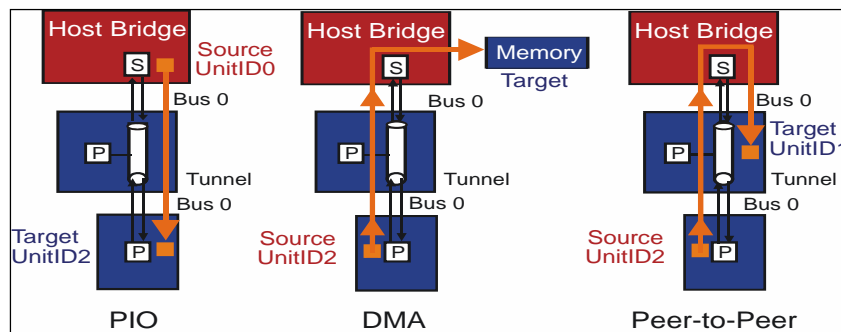 Host Bridge
Source
UnitID0
S
Bus 0
P
Tunnel
Bus 0
Target
UnitID2
P
PIO
Host Bridge
Memory
Target
S
Bus 0
P
Tunnel
Bus 0
Source
UnitID2
P
DMA
Host Bridge
S
Bus 0
Target
UnitID1
P
Tunnel
Bus 0
Source
UnitID2
P
Peer-to-Peer